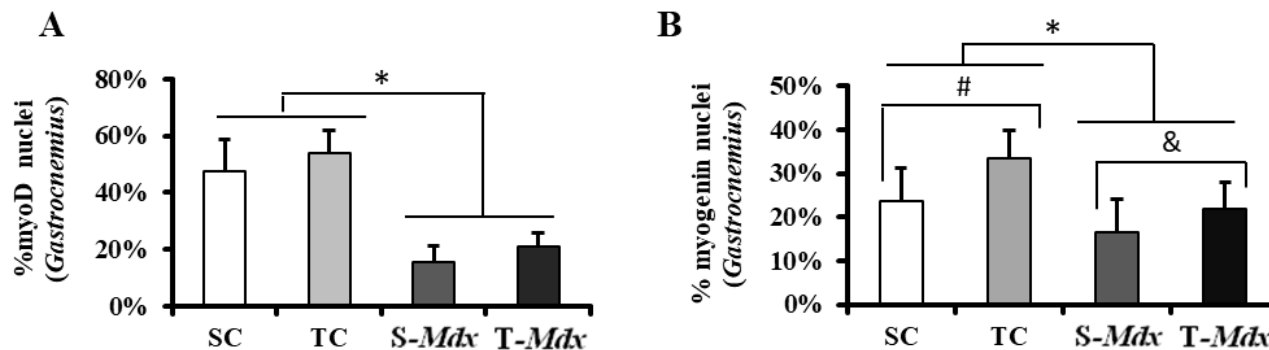 A
%myoD nuclei
(Gastrocnemius)
80%
60%
40%
20%
0%
*
SC
TC
S-Mdx
T-Mdx
B
% myogenin nuclei
(Gastrocnemius)
50%
40%
30%
20%
10%
0%
*
#
&
SC
TC
S-Mdx
T-Mdx